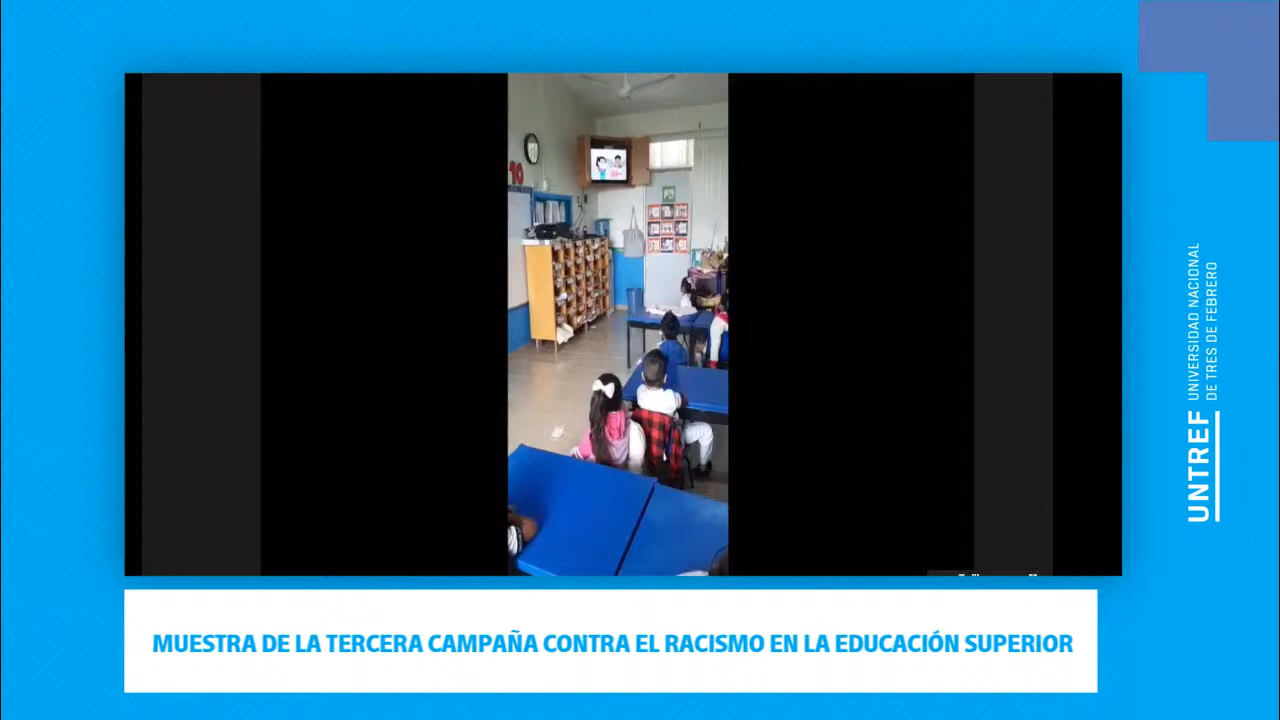 MUESTRA DE LA TERCERA CAMPAÑA CONTRA EL RACISMO EN LA EDUCACIÓN SUPERIOR
UNTREF
UNIVERSIDAD NACIONAL
DE TRES DE FEBRERO
10